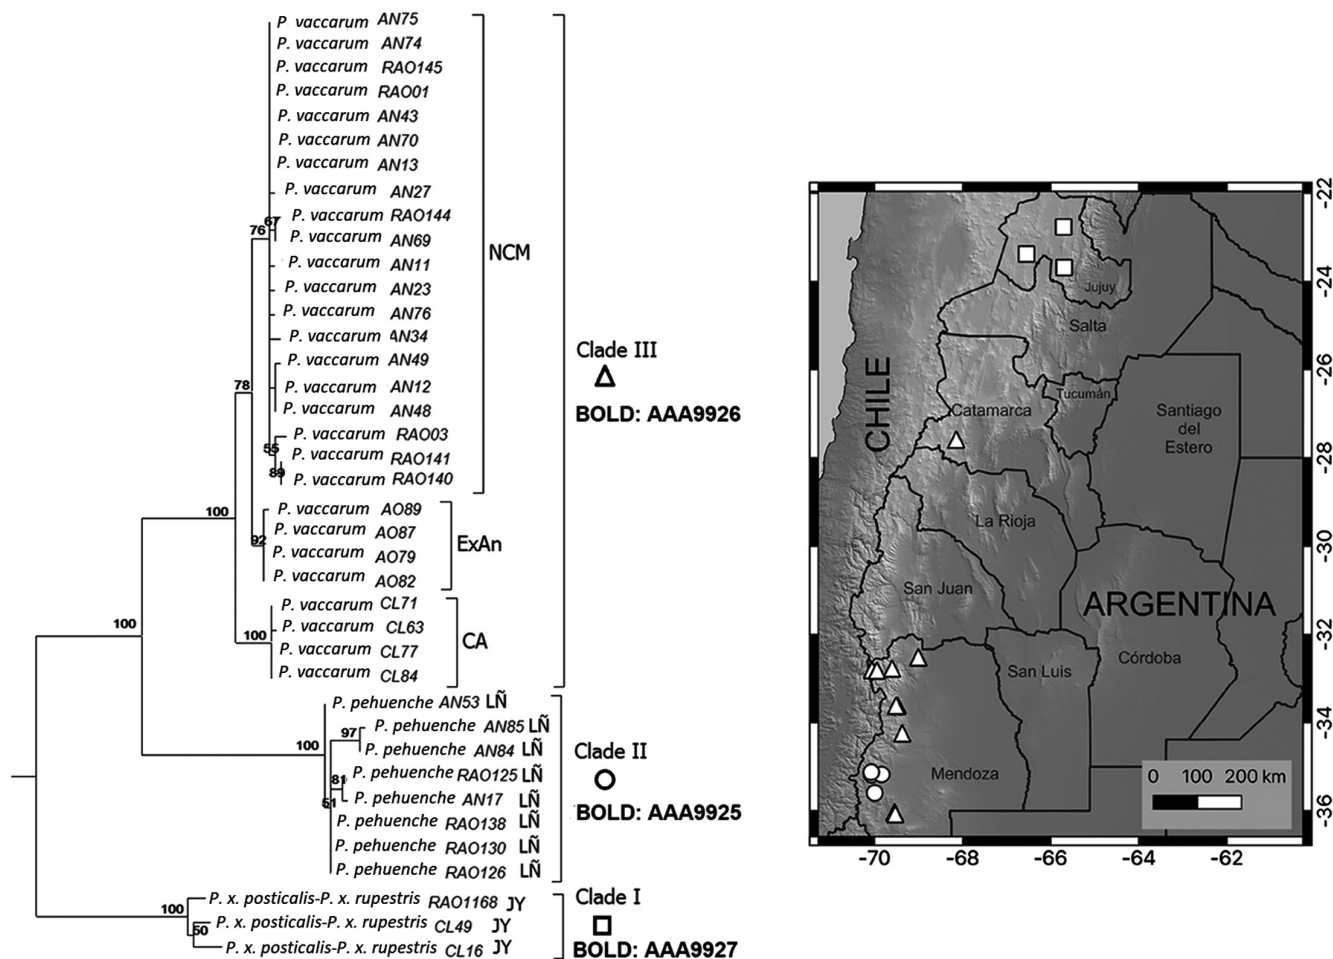 P. vaccarum AN75
P. vaccarum AN74
P. vaccarum RAO145
P. vaccarum RAO01
P. vaccarum AN43
P. vaccarum AN70
P. vaccarum AN13
P. vaccarum AN27
67
P. vaccarum RAO144
76
P. vaccarum AN69
NCM
P. vaccarum AN11
P. vaccarum AN23
P. vaccarum AN76
P. vaccarum AN34
P. vaccarum AN49
P. vaccarum AN12
78
P. vaccarum AN48
P. vaccarum RAO03
55
P. vaccarum RAO141
89
P. vaccarum RAO140
Clade III
BOLD: AAA9926
100
P. vaccarum AO89
P. vaccarum AO87
92
ExAn
P. vaccarum AO79
P. vaccarum AO82
P. vaccarum CL71
100
P. vaccarum CL63
100
CA
P. vaccarum CL77
P. vaccarum CL84
P. pehuenche AN53 LÑ
P. pehuenche AN85 LÑ
97
100
P. pehuenche AN84 LÑ
P. pehuenche RAO125 LÑ
81
P. pehuenche AN17 LÑ
51
P. pehuenche RAO138 LÑ
P. pehuenche RAO130 LÑ
P. pehuenche RAO126 LÑ
Clade II
BOLD: AAA9925
P. x. posticalis-P. x. rupestris RAO1168 JY
100
P. x. posticalis-P. x. rupestris CL49 JY
50
P. x. posticalis-P. x. rupestris CL16 JY
Clade I
BOLD: AAA9927
-22
-24
-26
-28
-30
-32
-34
-36
Jujuy
Salta
CHILE
Tucumán
Catamarca
Santiago
del
Estero
La Rioja
San Juan
ARGENTINA
San Luis
Córdoba
Mendoza
0 100 200 km
-70 -68 -66 -64 -62